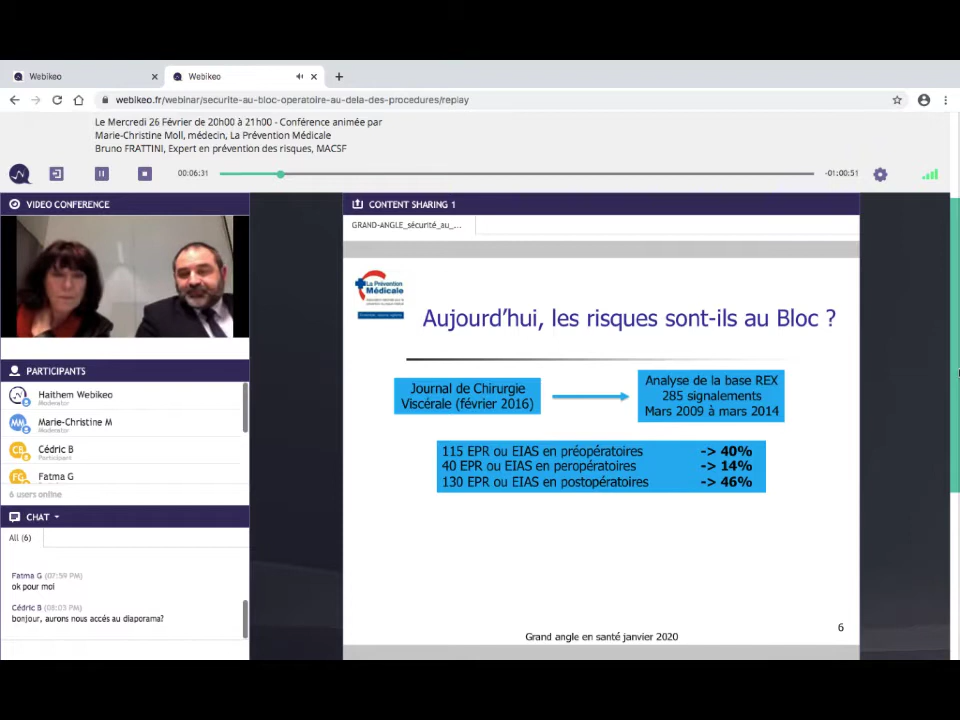 Webikeo
Webikeo
webikeo.fr/webinar/securite-au-bloc-operatoire-au-dela-des-procedures/replay
Le Mercredi 26 Février de 20h00 à 21h00 - Conférence animée par
Marie-Christine Moll, médecin, La Prévention Médicale
Bruno FRATTINI, Expert en prévention des risques, MACSF
00:06:31
-01:00:51
VIDEO CONFERENCE
PARTICIPANTS
Haithem Webikeo
Moderator
MM
Marie-Christine M
Moderator
CB
Cédric B
Participant
FG
Fatma G
6 users online
CHAT
All (6)
Fatma G (07:59 PM)
ok pour moi
Cédric B (08:03 PM)
bonjour, aurons nous accés au diaporama?
CONTENT SHARING 1
GRAND-ANGLE_sécurité_au_...
La Prévention
Médicale
Aujourd'hui, les risques sont-ils au Bloc ?
Journal de Chirurgie
Viscérale (février 2016)
Analyse de la base REX
285 signalements
Mars 2009 à mars 2014
115 EPR ou EIAS en préopératoires -> 40%
40 EPR ou EIAS en peropératoires -> 14%
130 EPR ou EIAS en postopératoires -> 46%
6
Grand angle en santé janvier 2020